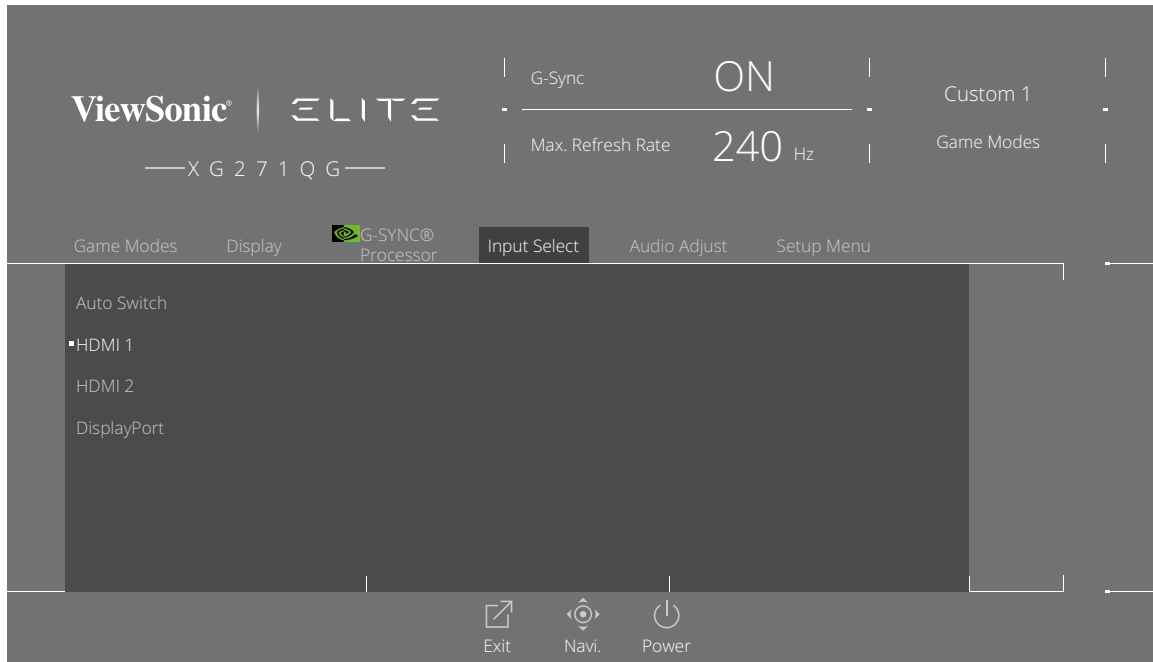 ViewSonic® ELITE
XG271QG
G-Sync ON
Max. Refresh Rate 240 Hz
Custom 1
Game Modes
Game Modes
Display
G-SYNC®
Processor
Input Select
Audio Adjust
Setup Menu
Auto Switch
HDMI 1
HDMI 2
DisplayPort
Exit
Navi.
Power